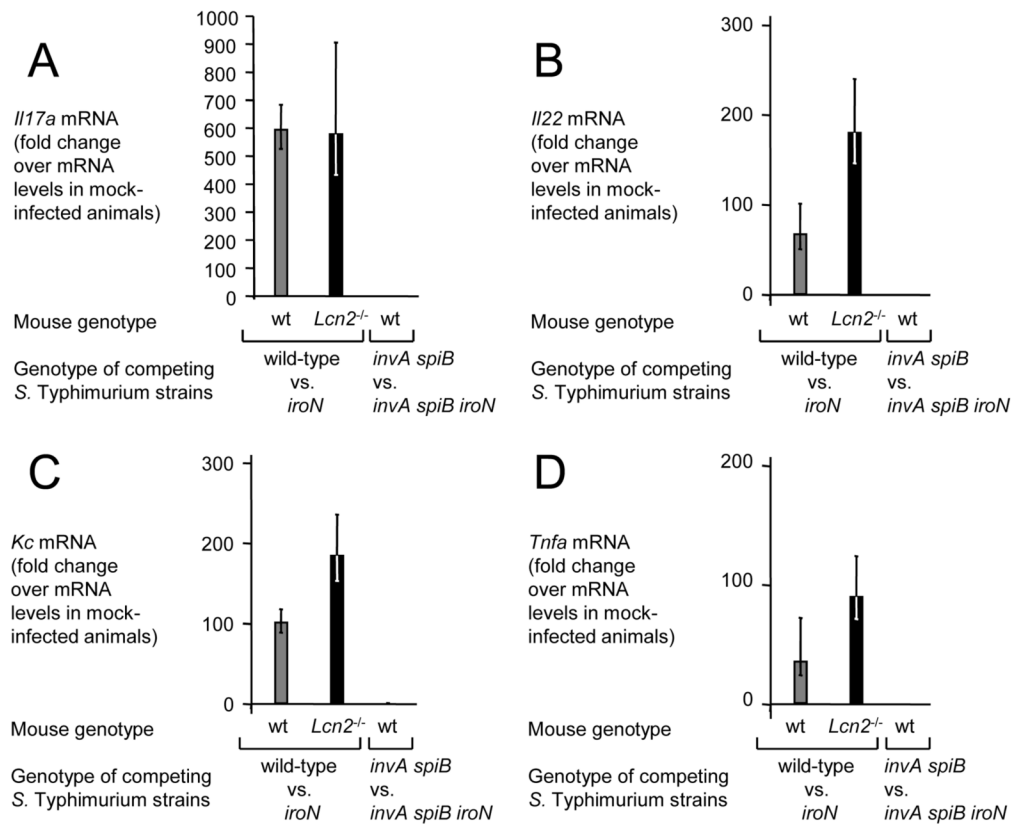 A
Il17a mRNA
(fold change
over mRNA
levels in mock-
infected animals)
1000
900
800
700
600
500
400
300
200
100
0
Mouse genotype
wt Lcn2-/- wt
Genotype of competing
S. Typhimurium strains
wild-type
vs.
iroN
invA spiB
vs.
invA spiB iroN
B
Il22 mRNA
(fold change
over mRNA
levels in mock-
infected animals)
300
200
100
0
Mouse genotype
wt Lcn2-/- wt
Genotype of competing
S. Typhimurium strains
wild-type
vs.
iroN
invA spiB
vs.
invA spiB iroN
C
Kc mRNA
(fold change
over mRNA
levels in mock-
infected animals)
300
200
100
0
Mouse genotype
wt Lcn2-/- wt
Genotype of competing
S. Typhimurium strains
wild-type
vs.
iroN
invA spiB
vs.
invA spiB iroN
D
Tnfa mRNA
(fold change
over mRNA
levels in mock-
infected animals)
200
100
0
Mouse genotype
wt Lcn2-/- wt
Genotype of competing
S. Typhimurium strains
wild-type
vs.
iroN
invA spiB
vs.
invA spiB iroN